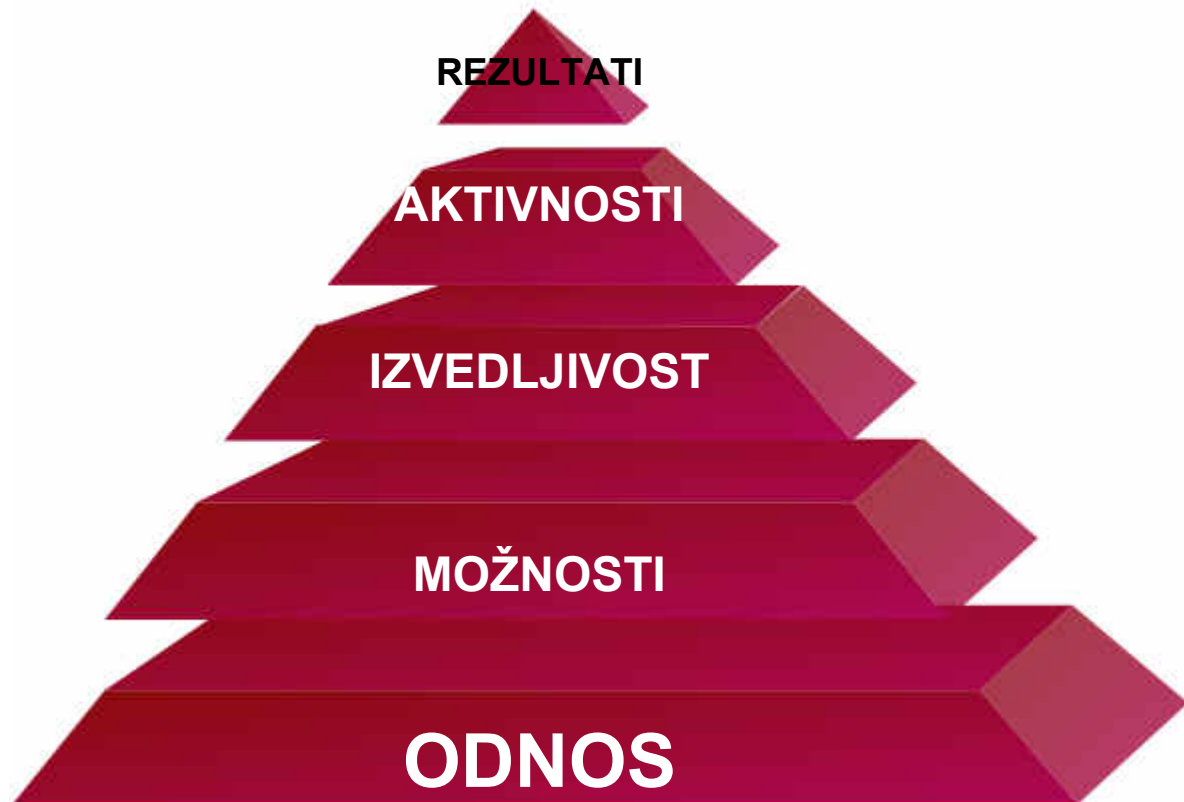 REZULTATI
AKTIVNOSTI
IZVEDLJIVOST
MOŽNOSTI
ODNOS